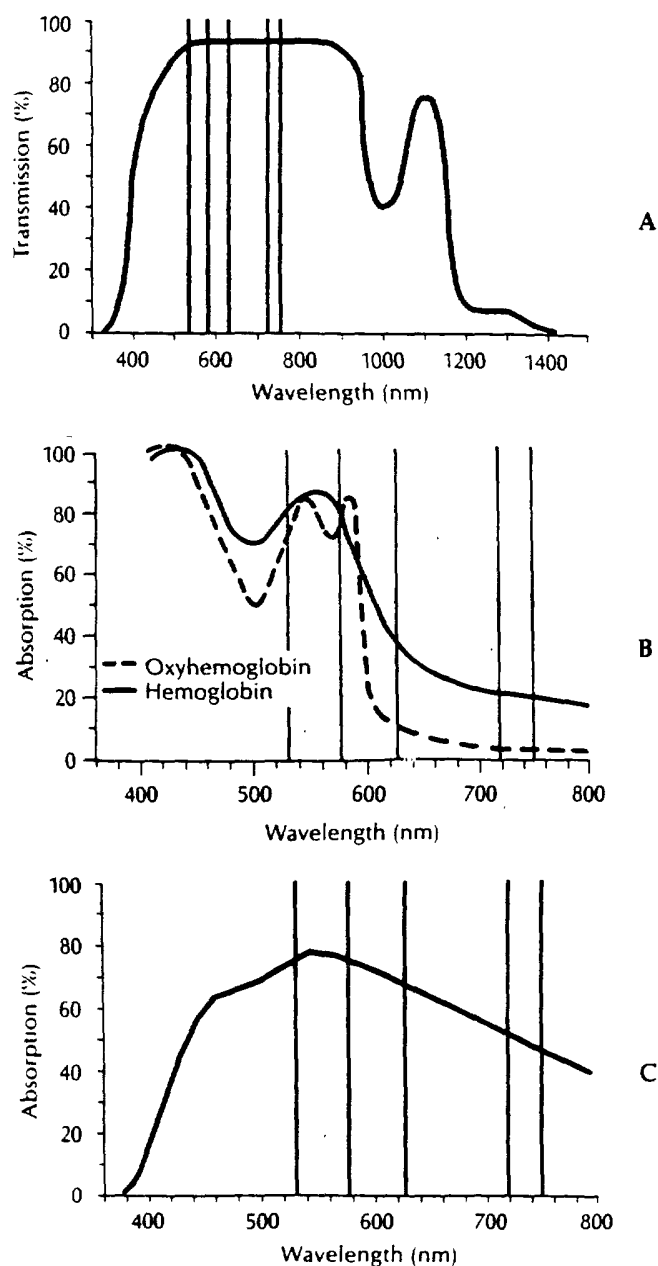 100
80
60
40
20
0
Transmission (%)
400 600 800 1000 1200 1400
Wavelength (nm)
A
100
80
60
40
20
0
Absorption (%)
Oxyhemoglobin
Hemoglobin
400 500 600 700 800
Wavelength (nm)
B
100
80
60
40
20
0
Absorption (%)
400 500 600 700 800
Wavelength (nm)
C